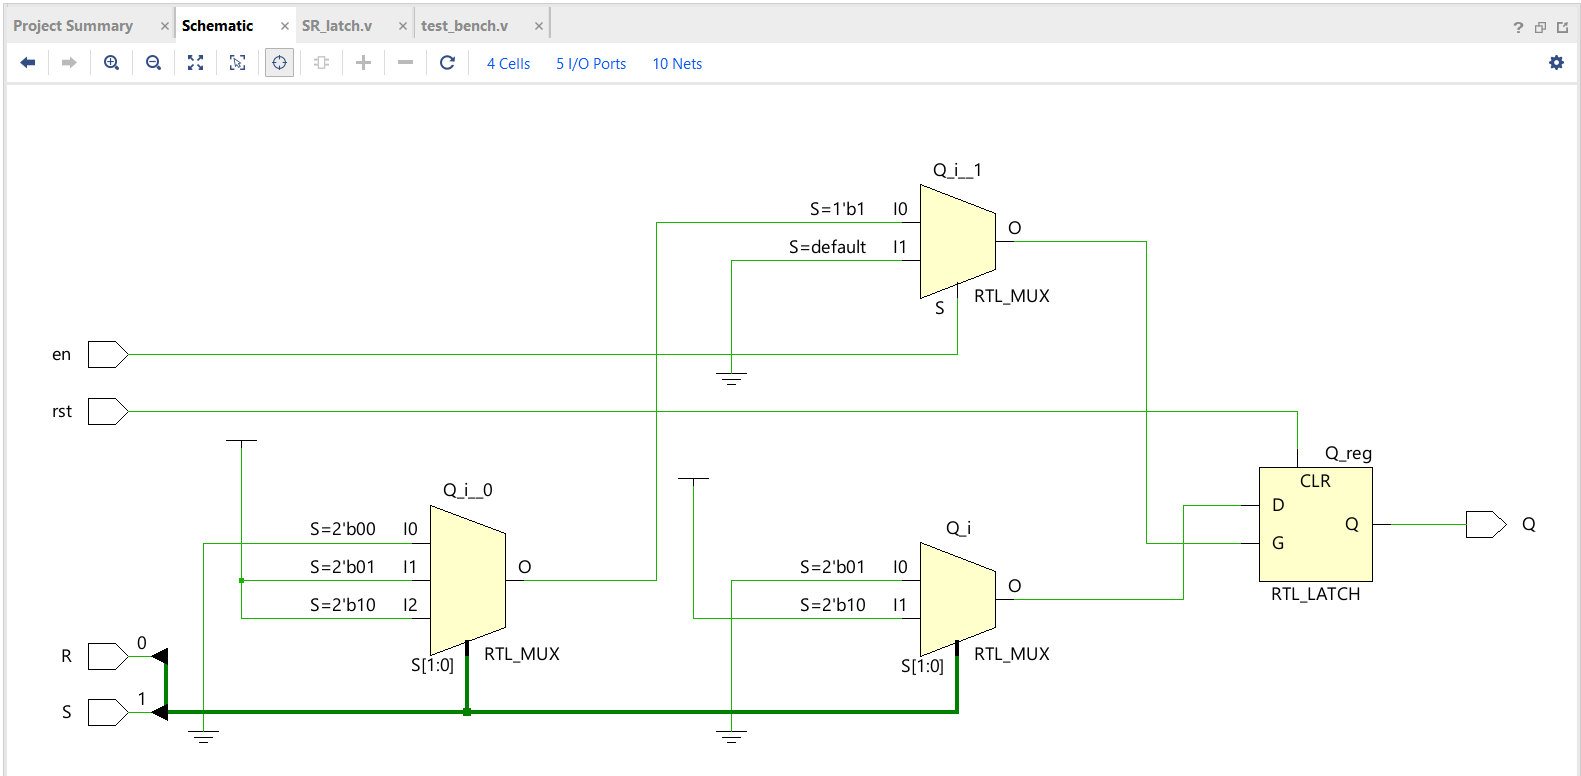 Project Summary × Schematic × SR_latch.v × test_bench.v ×
4 Cells 5 I/O Ports 10 Nets
Q_i__1
S=1'b1 I0
O
S=default I1
RTL_MUX
S
en
rst
Q_reg
CLR
Q_i__0
D
S=2'b00 I0
Q Q
Q_i
G
S=2'b01 I1
O
S=2'b01 I0
O
RTL_LATCH
S=2'b10 I2
S=2'b10 I1
0
R
RTL_MUX
S[1:0]
RTL_MUX
S[1:0]
1
S